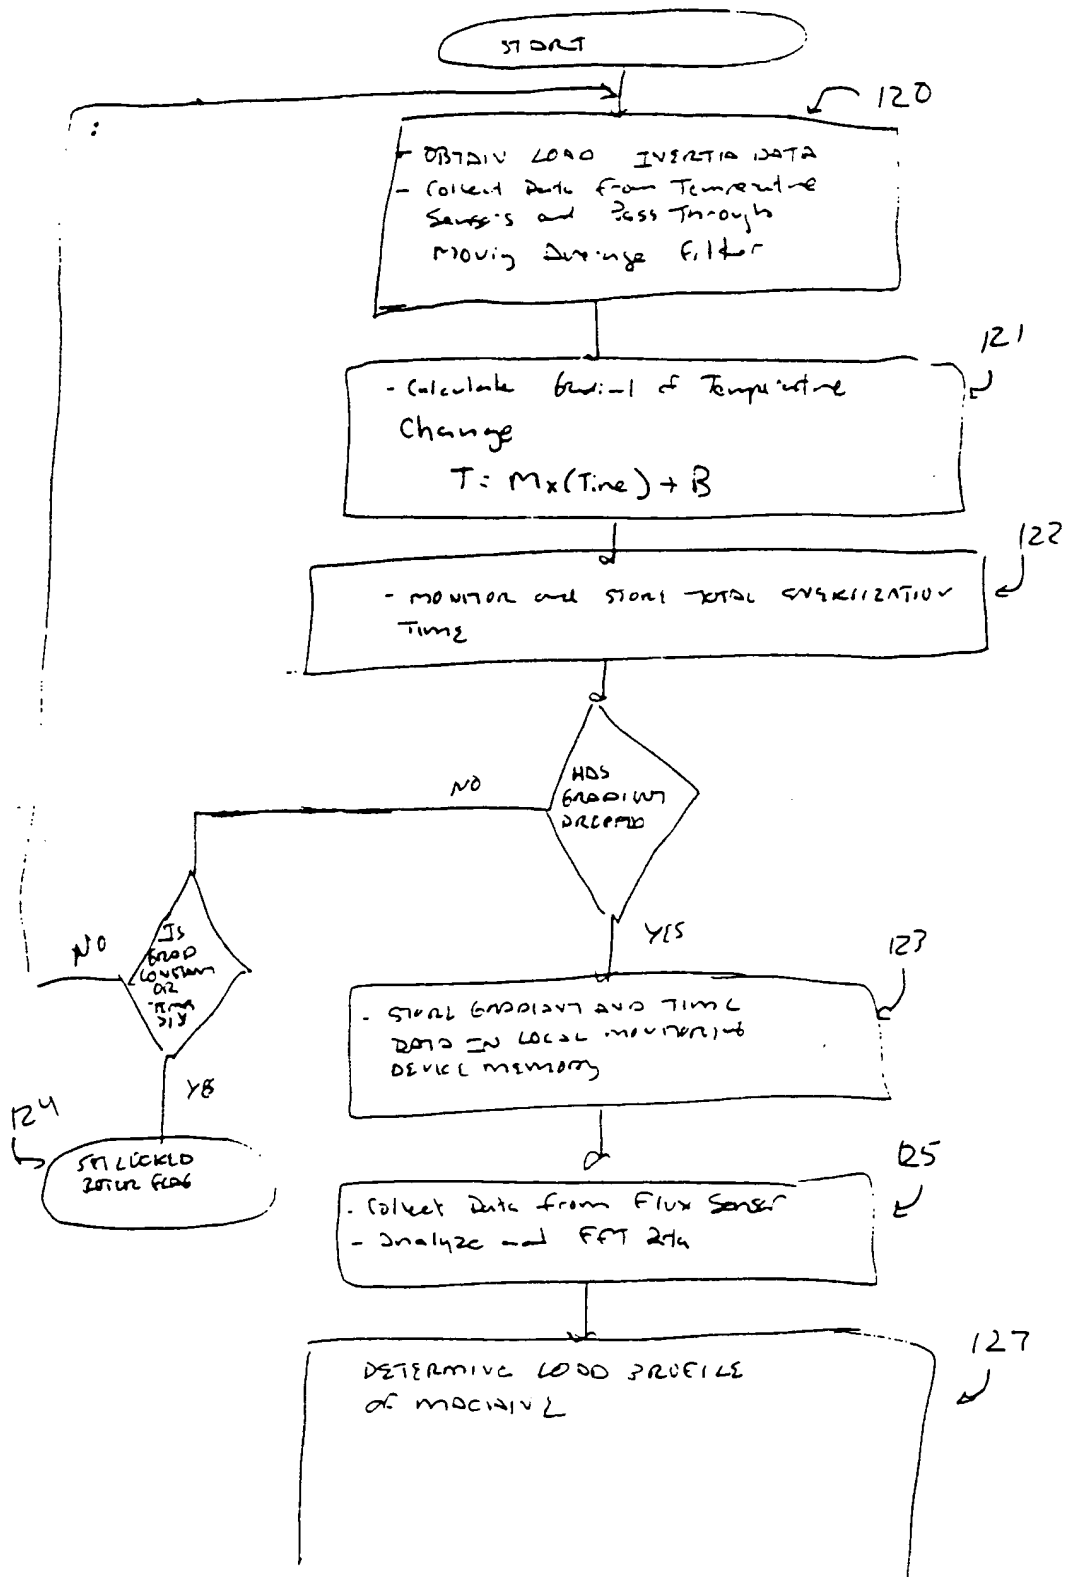 START
120
- OBTAIN LOAD INERTIA DATA
- Collect Data from Temperature
Sensors and Pass Through
Moving Average Filter
121
- Calculate Gradient of Temperature
Change
T = Mx(Time) + B
122
- MONITOR and STORE TOTAL ENERGIZATION
TIME
HAS
GRADIENT
DROPPED
NO
YES
IS
GRAD
CONSTANT
OR
NO
YES
124
SET LOCKED
ROTOR FLAG
123
- STORE GRADIENT AND TIME
DATA IN LOCAL MONITORING
DEVICE MEMORY
125
- Collect Data from Flux Sensor
- Analyze and FFT Data
127
DETERMINE LOAD PROFILE
OF MACHINE